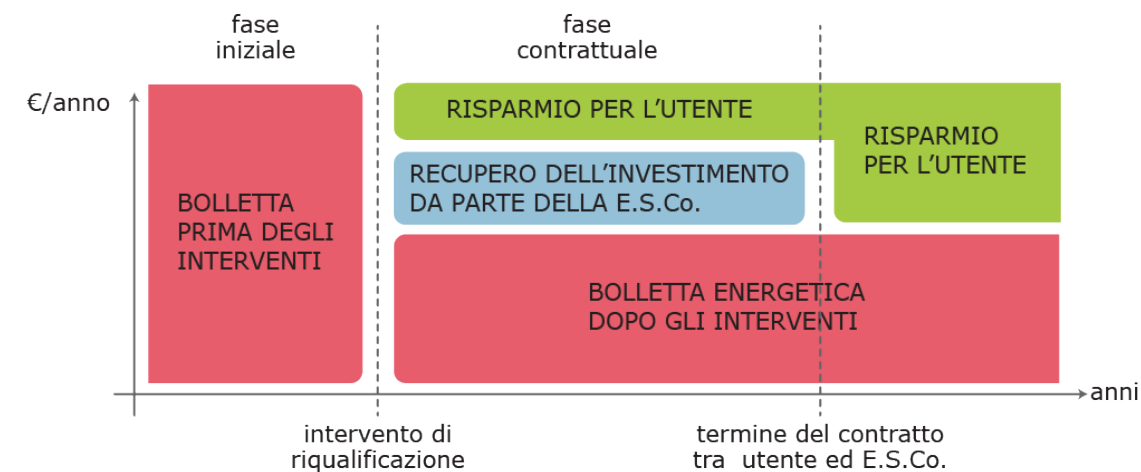 fase
iniziale
fase
contrattuale
€/anno
RISPARMIO PER L’UTENTE
RISPARMIO
PER L’UTENTE
RECUPERO DELL’INVESTIMENTO
DA PARTE DELLA E.S.Co.
BOLLETTA
PRIMA DEGLI
INTERVENTI
BOLLETTA ENERGETICA
DOPO GLI INTERVENTI
anni
intervento di
riqualificazione
termine del contratto
tra utente ed E.S.Co.